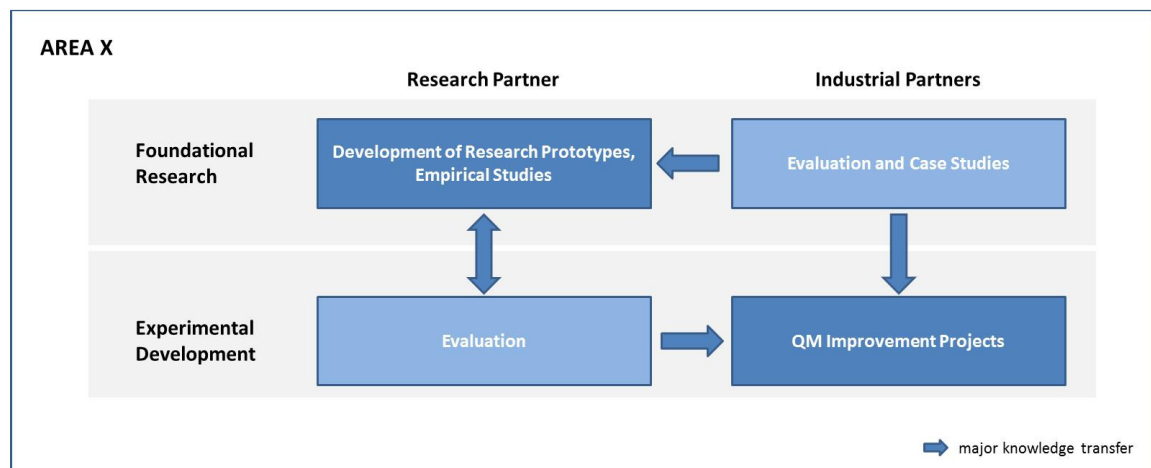 AREA X
Research Partner
Industrial Partners
Foundational
Research
Development of Research Prototypes,
Empirical Studies
Evaluation and Case Studies
Experimental
Development
Evaluation
QM Improvement Projects
major knowledge transfer